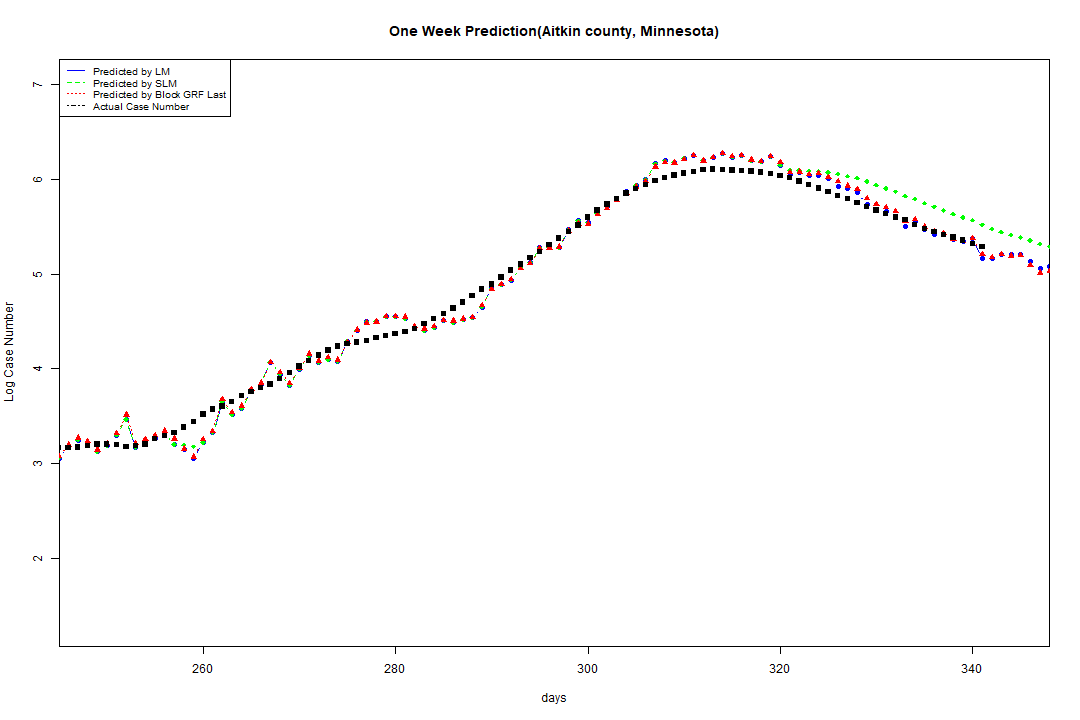 One Week Prediction(Aitkin county, Minnesota)
Predicted by LM
Predicted by SLM
Predicted by Block GRF Last
Actual Case Number
7
6
5
4
3
2
Log Case Number
260 280 300 320 340
days